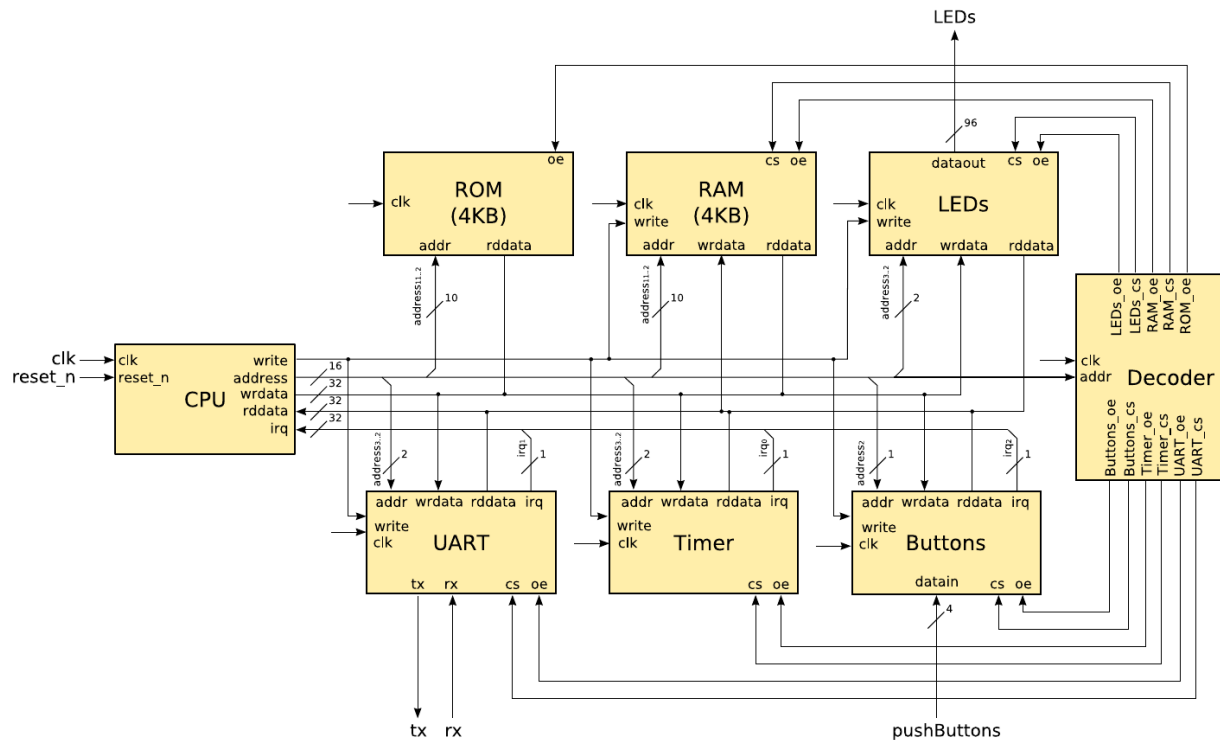 LEDs
96
oe
cs oe
dataout
cs oe
ROM
(4KB)
clk
addr rddata
RAM
(4KB)
clk
write
addr wrdata rddata
LEDs
clk
write
addr wrdata rddata
address11..2
10
address11..2
10
address3..2
2
LEDs_oe
LEDs_cs
RAM_oe
RAM_cs
ROM_oe
clk
addr
Decoder
Buttons_oe
Buttons_cs
Timer_oe
Timer_cs
UART_oe
UART_cs
clk
reset_n
clk
reset_n
CPU
write
address
wrdata
rddata
irq
16
32
32
32
address3..2
2
irq1
1
address3..2
2
irq0
1
address2
1
irq2
1
addr wrdata rddata irq
write
clk
UART
tx rx cs oe
addr wrdata rddata irq
write
clk
Timer
cs oe
addr wrdata rddata irq
write
clk
Buttons
datain cs oe
4
tx rx
pushButtons